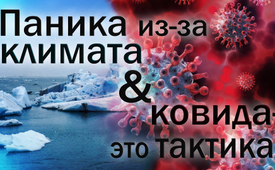 Паника из-за
климата
&
ковида-
это тактика